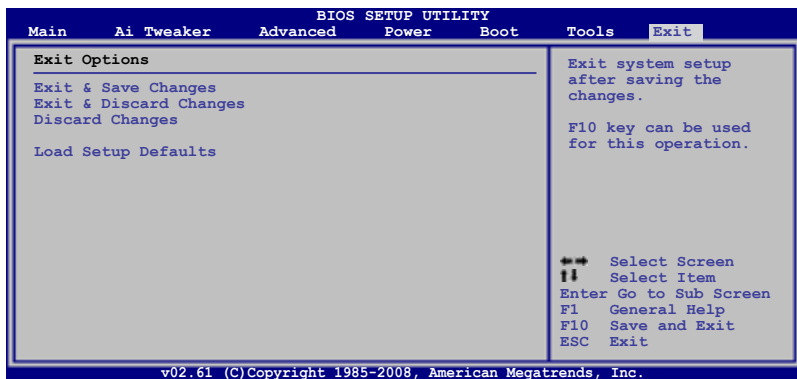 BIOS SETUP UTILITY
Main Ai Tweaker Advanced Power Boot Tools Exit
Exit Options
Exit & Save Changes
Exit & Discard Changes
Discard Changes
Load Setup Defaults
Exit system setup
after saving the
changes.
F10 key can be used
for this operation.
←→ Select Screen
↑↓ Select Item
Enter Go to Sub Screen
F1 General Help
F10 Save and Exit
ESC Exit
v02.61 (C)Copyright 1985-2008, American Megatrends, Inc.